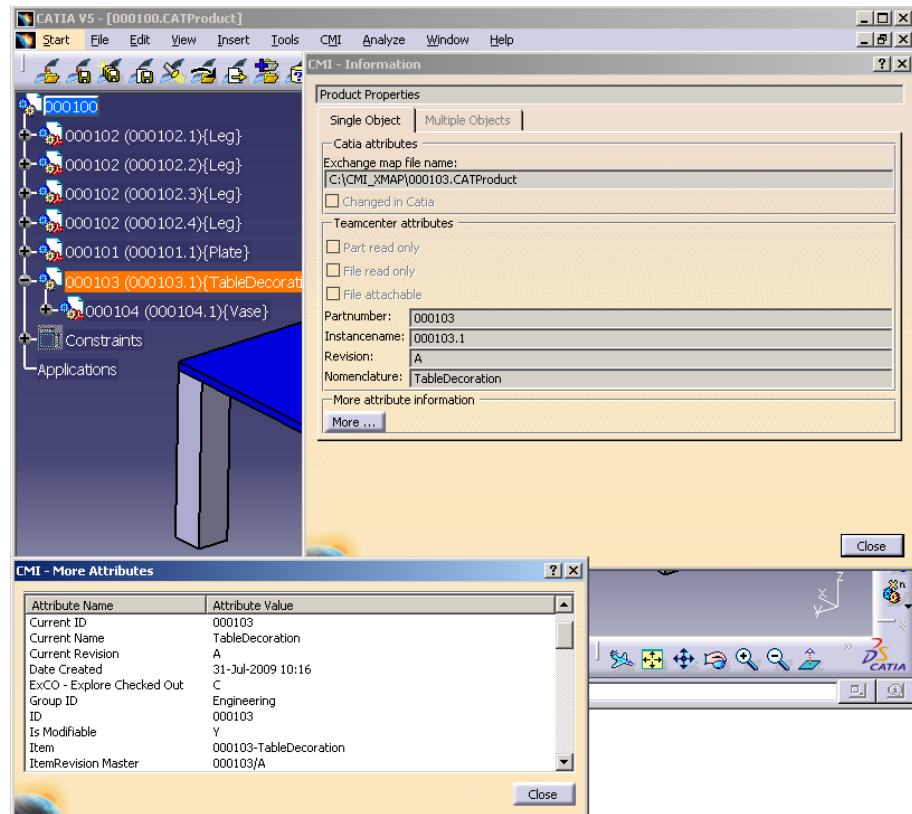 CATIA V5 - [000100.CATProduct]
Start File Edit View Insert Tools CMI Analyze Window Help
CMI - Information
000100
000102 (000102.1){Leg}
000102 (000102.2){Leg}
000102 (000102.3){Leg}
000102 (000102.4){Leg}
000101 (000101.1){Plate}
000103 (000103.1){TableDecorati
000104 (000104.1){Vase}
Constraints
Applications
Product Properties
Single Object Multiple Objects
Catia attributes
Exchange map file name:
C:\CMI_XMAP\000103.CATProduct
Changed in Catia
Teamcenter attributes
Part read only
File read only
File attachable
Partnumber: 000103
Instancename: 000103.1
Revision: A
Nomenclature: TableDecoration
More attribute information
More ...
Close
CMI - More Attributes
Attribute Name Attribute Value
Current ID 000103
Current Name TableDecoration
Current Revision A
Date Created 31-Jul-2009 10:16
ExCO - Explore Checked Out C
Group ID Engineering
ID 000103
Is Modifiable Y
Item 000103-TableDecoration
ItemRevision Master 000103/A
Close
z
x
y
CATIA